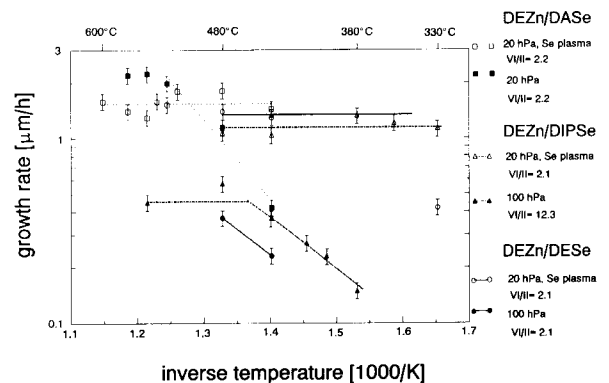 600°C 480°C 380°C 330°C
3
1
0.1
growth rate [μm/h]
1.1 1.2 1.3 1.4 1.5 1.6 1.7
inverse temperature [1000/K]
DEZn/DASe
20 hPa, Se plasma
VI/II= 2.2
20 hPa
VI/II= 2.2
DEZn/DIPSe
20 hPa, Se plasma
VI/II= 2.1
100 hPa
VI/II= 12.3
DEZn/DESe
20 hPa, Se plasma
VI/II= 2.1
100 hPa
VI/II= 2.1